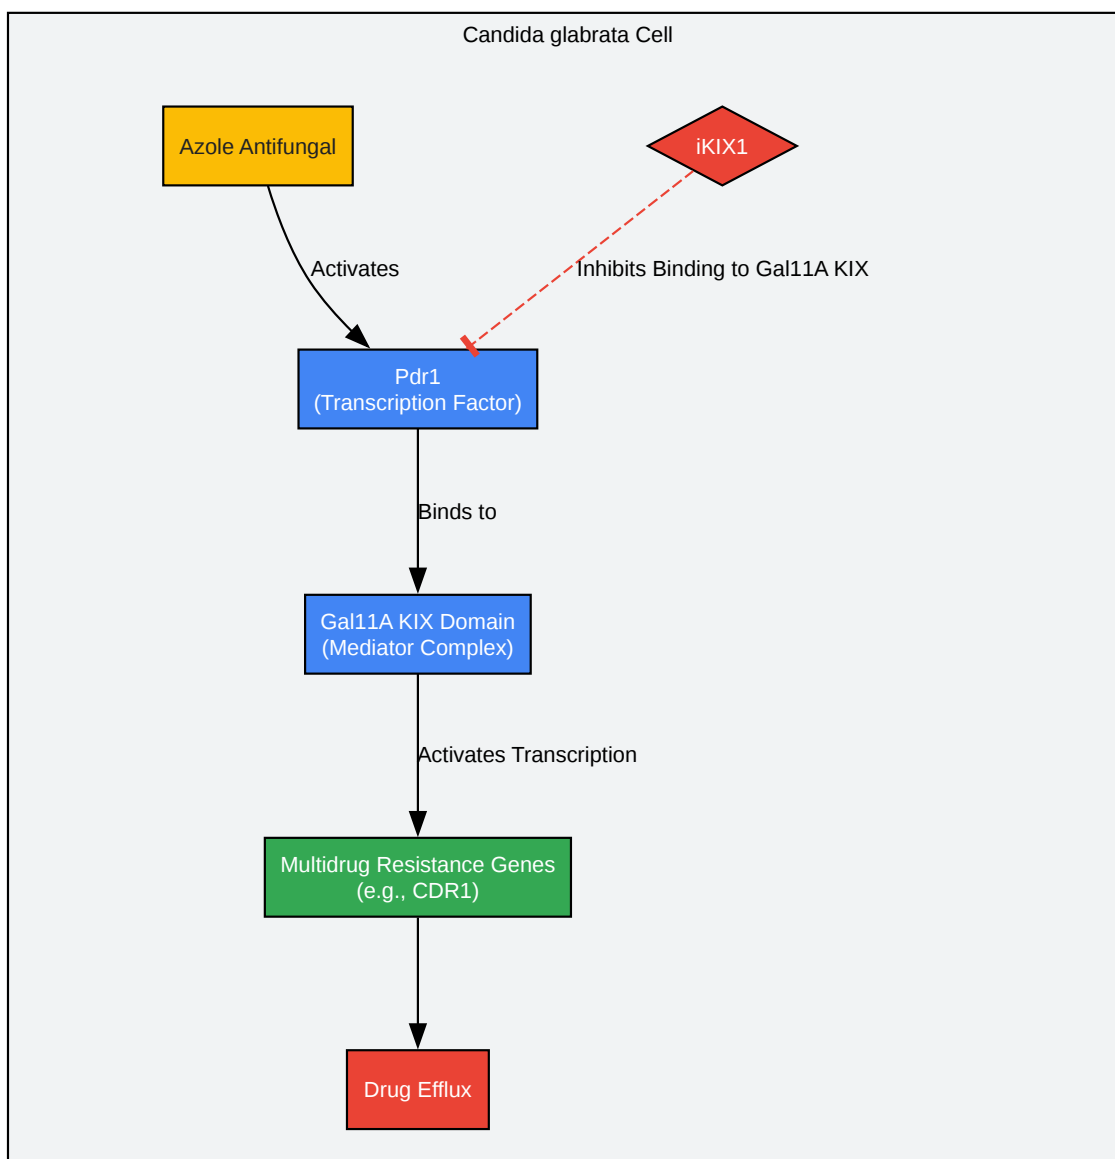 Candida glabrata Cell
Azole Antifungal
iKIX1
Activates
Inhibits Binding to Gal11A KIX
Pdr1
(Transcription Factor)
Binds to
Gal11A KIX Domain
(Mediator Complex)
Activates Transcription
Multidrug Resistance Genes
(e.g., CDR1)
Drug Efflux